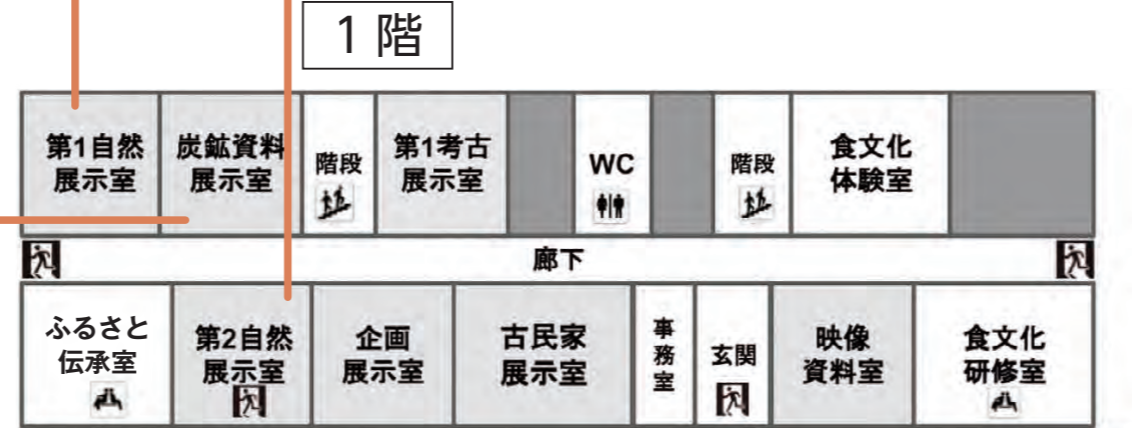 1階
第1自然
展示室
炭鉱資料
展示室
階段
第1考古
展示室
WC
階段
食文化
体験室
廊下
ふるさと
伝承室
第2自然
展示室
企画
展示室
古民家
展示室
事
務
室
玄関
映像
資料室
食文化
研修室